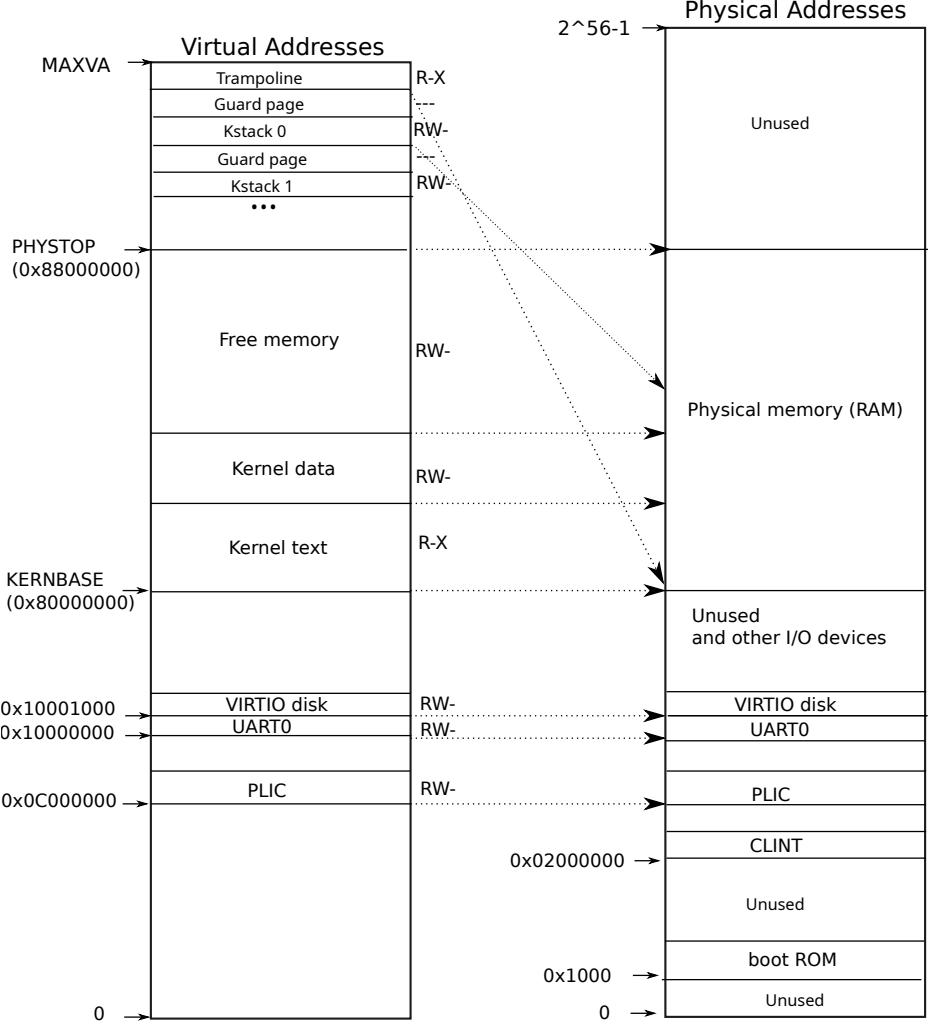 Physical Addresses
2^56-1
Virtual Addresses
MAXVA
Trampoline
R-X
Guard page
---
Unused
Kstack 0
RW-
Guard page
---
Kstack 1
RW-
...
PHYSTOP
(0x88000000)
Free memory
RW-
Physical memory (RAM)
Kernel data
RW-
Kernel text
R-X
KERNBASE
(0x80000000)
Unused
and other I/O devices
0x10001000
VIRTIO disk
RW-
VIRTIO disk
0x10000000
UART0
RW-
UART0
0x0C000000
PLIC
RW-
PLIC
CLINT
0x02000000
Unused
boot ROM
0x1000
Unused
0
0